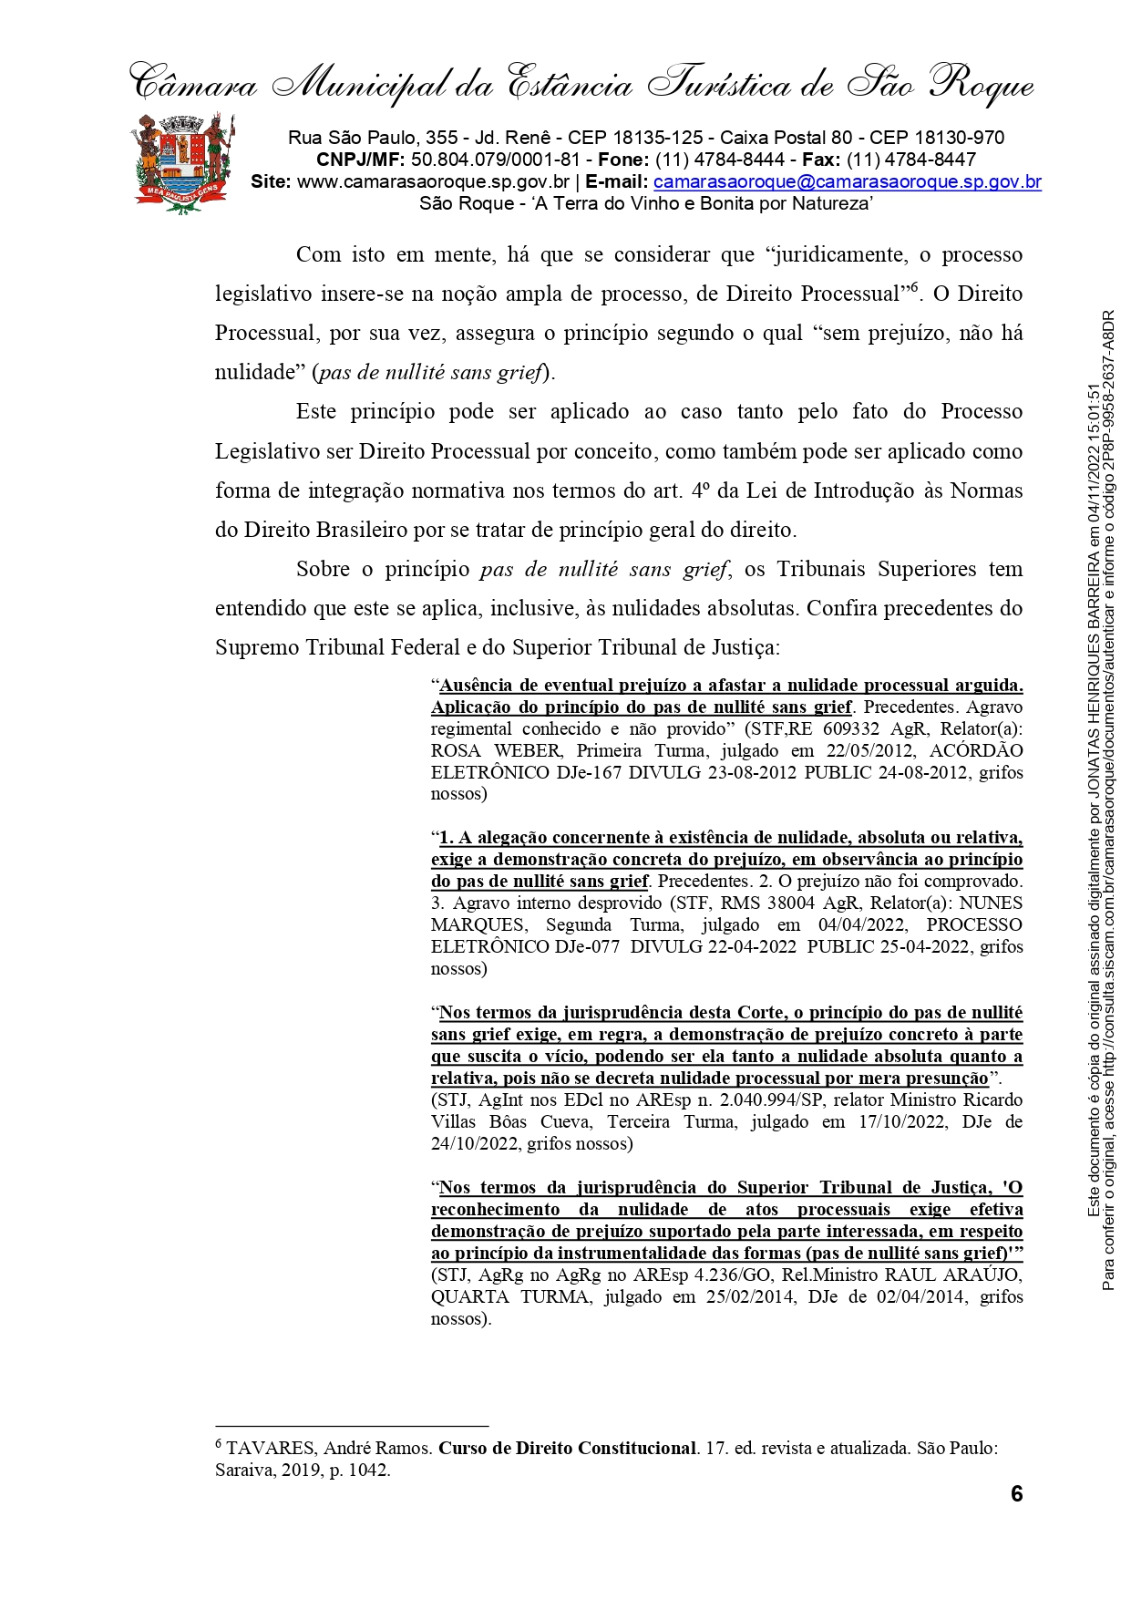 Câmara Municipal da Estância Turística de São Roque
Rua São Paulo, 355 - Jd. Renê - CEP 18135-125 - Caixa Postal 80 - CEP 18130-970
CNPJ/MF: 50.804.079/0001-81 - Fone: (11) 4784-8444 - Fax: (11) 4784-8447
Site: www.camarasaoroque.sp.gov.br | E-mail: camarasaoroque@camarasaoroque.sp.gov.br
São Roque - ‘A Terra do Vinho e Bonita por Natureza’
Com isto em mente, há que se considerar que “juridicamente, o processo
legislativo insere-se na noção ampla de processo, de Direito Processual”6. O Direito
Processual, por sua vez, assegura o princípio segundo o qual “sem prejuízo, não há
nulidade” (pas de nullité sans grief).
Este princípio pode ser aplicado ao caso tanto pelo fato do Processo
Legislativo ser Direito Processual por conceito, como também pode ser aplicado como
forma de integração normativa nos termos do art. 4º da Lei de Introdução às Normas
do Direito Brasileiro por se tratar de princípio geral do direito.
Sobre o princípio pas de nullité sans grief, os Tribunais Superiores tem
entendido que este se aplica, inclusive, às nulidades absolutas. Confira precedentes do
Supremo Tribunal Federal e do Superior Tribunal de Justiça:
“Ausência de eventual prejuízo a afastar a nulidade processual arguida.
Aplicação do princípio do pas de nullité sans grief. Precedentes. Agravo
regimental conhecido e não provido” (STF,RE 609332 AgR, Relator(a):
ROSA WEBER, Primeira Turma, julgado em 22/05/2012, ACÓRDÃO
ELETRÔNICO DJe-167 DIVULG 23-08-2012 PUBLIC 24-08-2012, grifos
nossos)
“1. A alegação concernente à existência de nulidade, absoluta ou relativa,
exige a demonstração concreta do prejuízo, em observância ao princípio
do pas de nullité sans grief. Precedentes. 2. O prejuízo não foi comprovado.
3. Agravo interno desprovido (STF, RMS 38004 AgR, Relator(a): NUNES
MARQUES, Segunda Turma, julgado em 04/04/2022, PROCESSO
ELETRÔNICO DJe-077 DIVULG 22-04-2022 PUBLIC 25-04-2022, grifos
nossos)
“Nos termos da jurisprudência desta Corte, o princípio do pas de nullité
sans grief exige, em regra, a demonstração de prejuízo concreto à parte
que suscita o vício, podendo ser ela tanto a nulidade absoluta quanto a
relativa, pois não se decreta nulidade processual por mera presunção”.
(STJ, AgInt nos EDcl no AREsp n. 2.040.994/SP, relator Ministro Ricardo
Villas Bôas Cueva, Terceira Turma, julgado em 17/10/2022, DJe de
24/10/2022, grifos nossos)
“Nos termos da jurisprudência do Superior Tribunal de Justiça, 'O
reconhecimento da nulidade de atos processuais exige efetiva
demonstração de prejuízo suportado pela parte interessada, em respeito
ao princípio da instrumentalidade das formas (pas de nullité sans grief)'”
(STJ, AgRg no AgRg no AREsp 4.236/GO, Rel.Ministro RAUL ARAÚJO,
QUARTA TURMA, julgado em 25/02/2014, DJe de 02/04/2014, grifos
nossos).
6 TAVARES, André Ramos. Curso de Direito Constitucional. 17. ed. revista e atualizada. São Paulo:
Saraiva, 2019, p. 1042.
6
Este documento é cópia do original assinado digitalmente por JONATAS HENRIQUES BARREIRA em 04/11/2022 15:01:51
Para conferir o original, acesse http://consulta.siscam.com.br/camarasaoroque/documentos/autenticar e informe o código 2P8P-9958-2637-A8DR